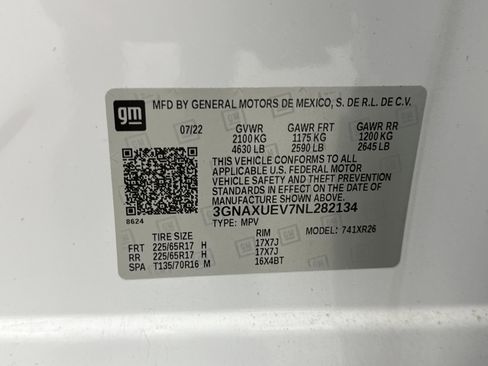 gm
MFD BY GENERAL MOTORS DE MEXICO, S. DE R.L. DE C.V.
07/22 GVWR GAWR FRT GAWR RR
2100 KG 1175 KG 1200 KG
4630 LB 2590 LB 2645 LB
THIS VEHICLE CONFORMS TO ALL
APPLICABLE U.S. FEDERAL MOTOR
VEHICLE SAFETY AND THEFT PREVENTION
STANDARDS IN EFFECT ON THE DATE
OF MANUFACTURE SHOWN ABOVE.
3GNAXUEV7NL282134
8624 TYPE: MPV MODEL: 741XR26
TIRE SIZE RIM
FRT 225/65R17 H 17X7J
RR 225/65R17 H 17X7J
SPA T135/70R16 M 16X4BT